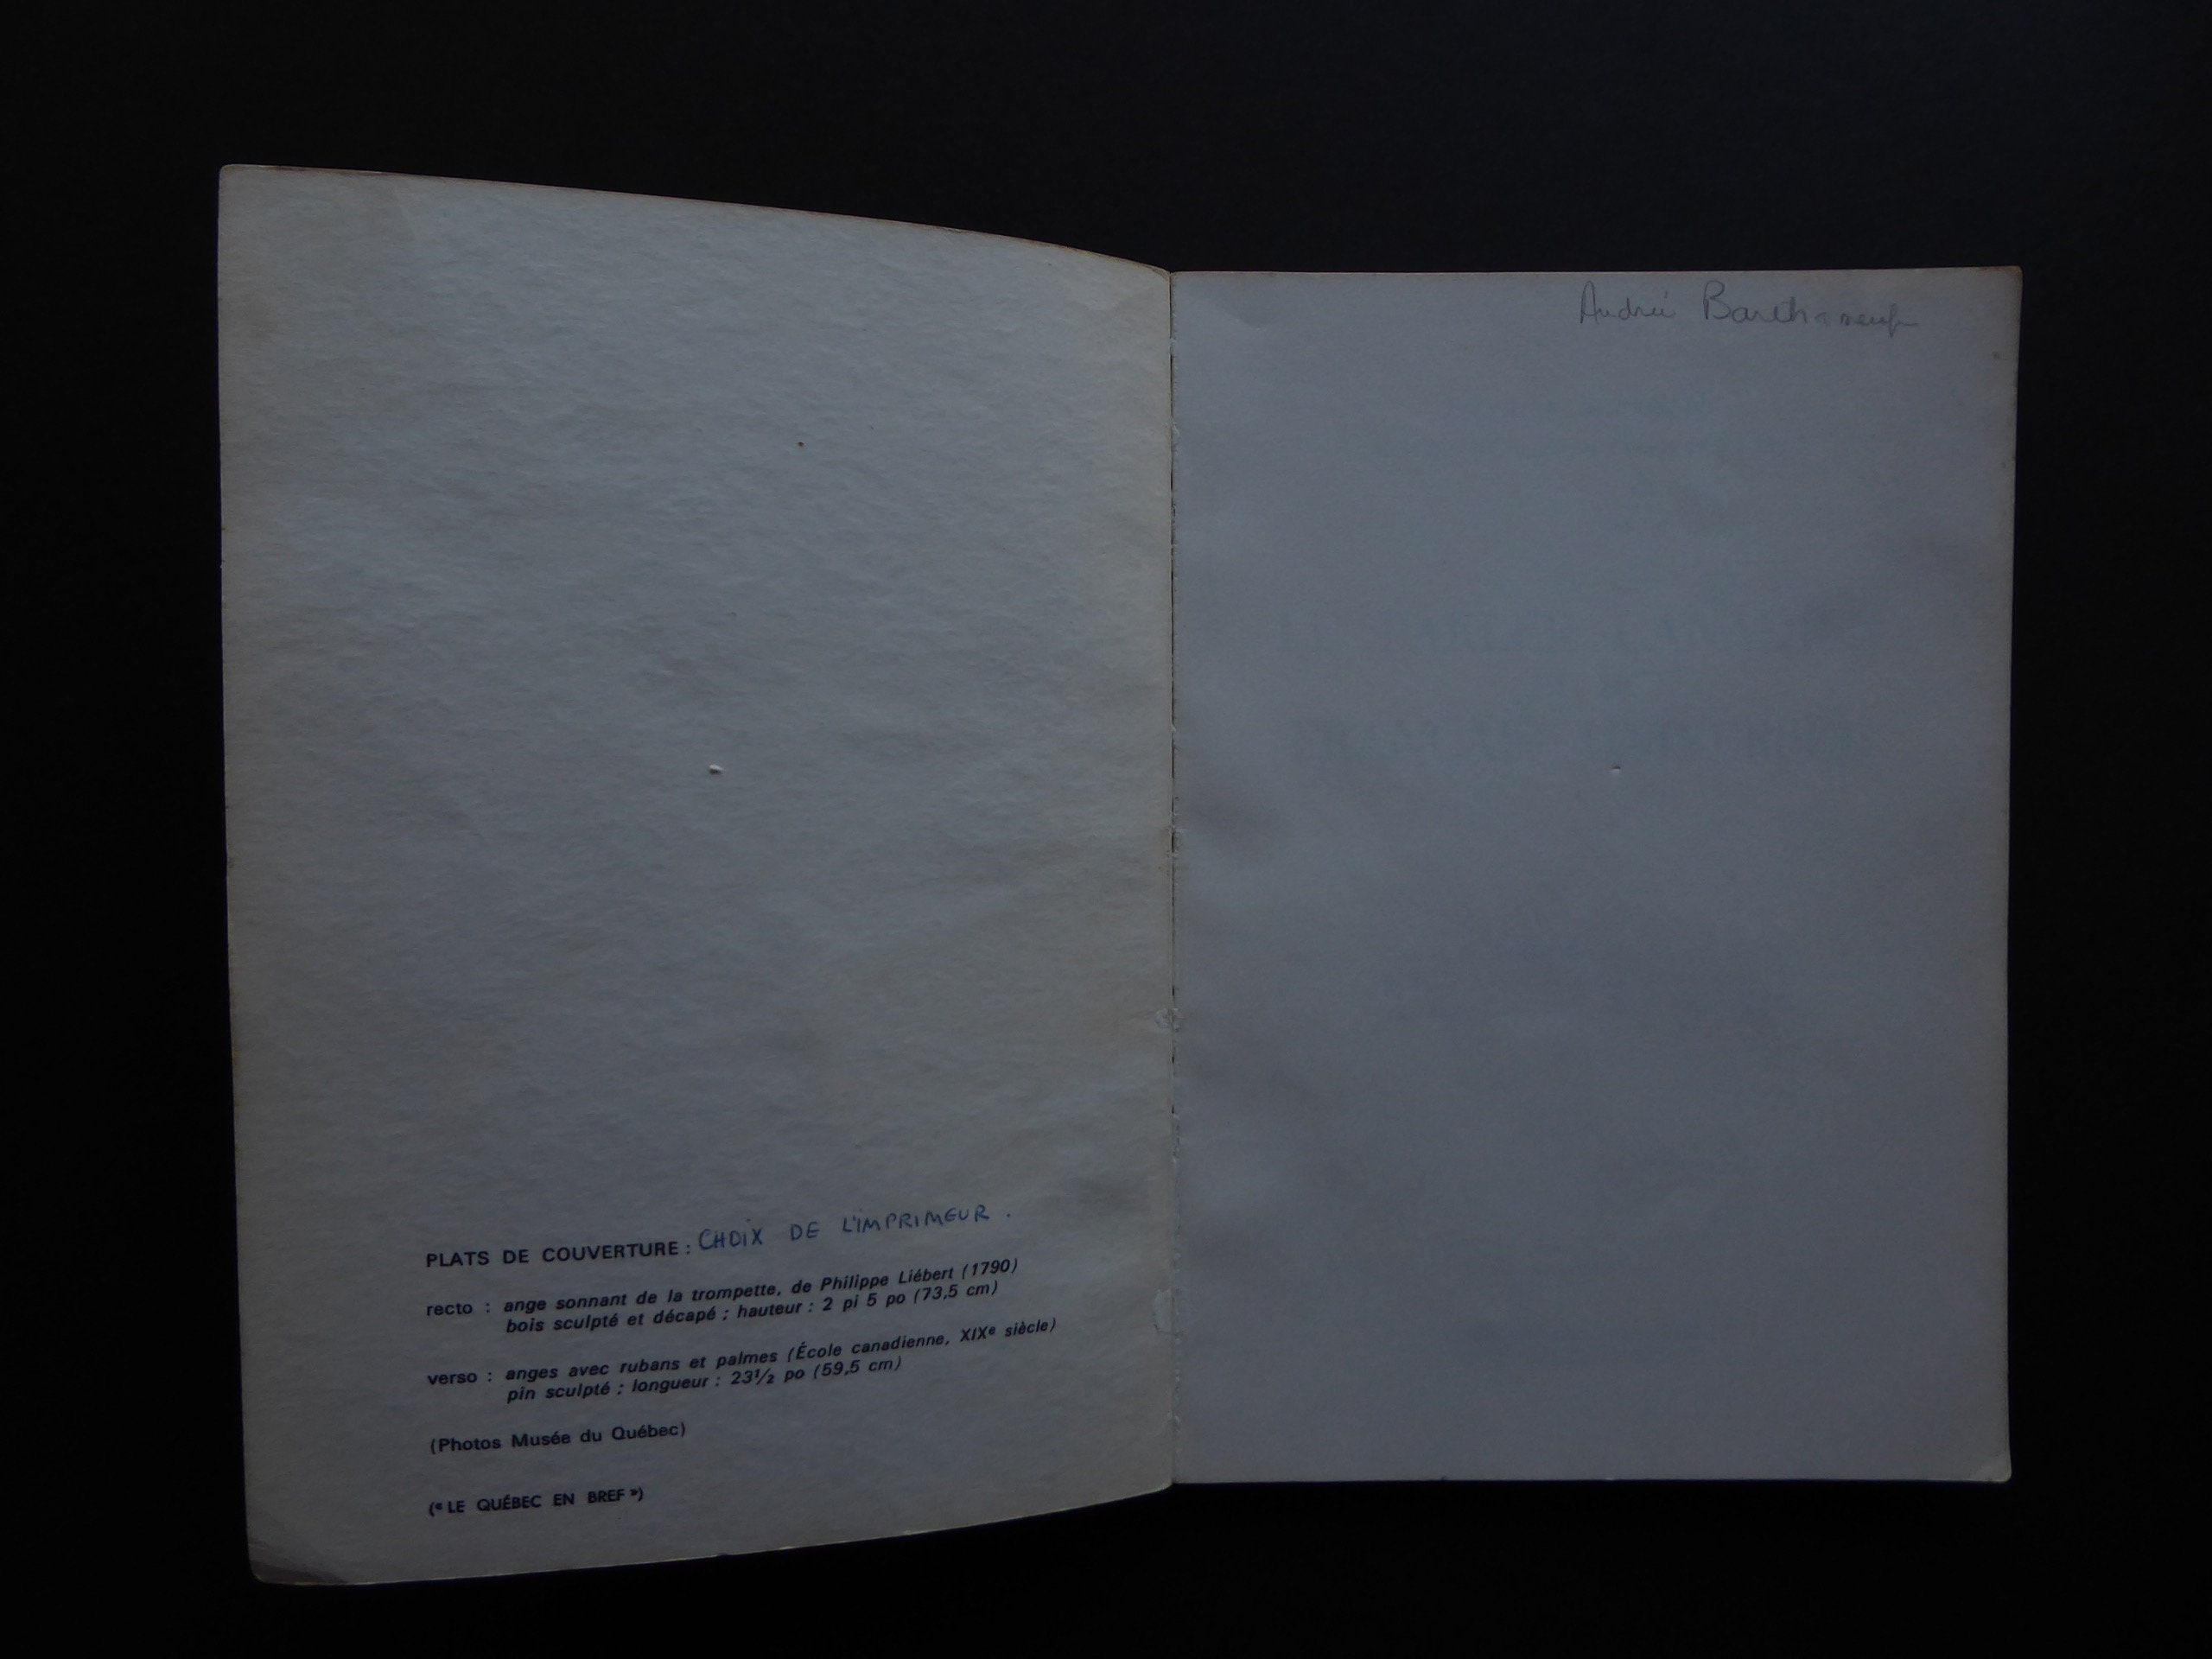 PLATS DE COUVERTURE : CHOIX DE L'IMPRIMEUR .
recto : ange sonnant de la trompette, de Philippe Liébert (1790)
bois sculpté et décapé ; hauteur : 2 pi 5 po (73,5 cm)
verso : anges avec rubans et palmes (École canadienne, XIXe siècle)
pin sculpté ; longueur : 23½ po (59,5 cm)
(Photos Musée du Québec)
(« LE QUÉBEC EN BREF »)